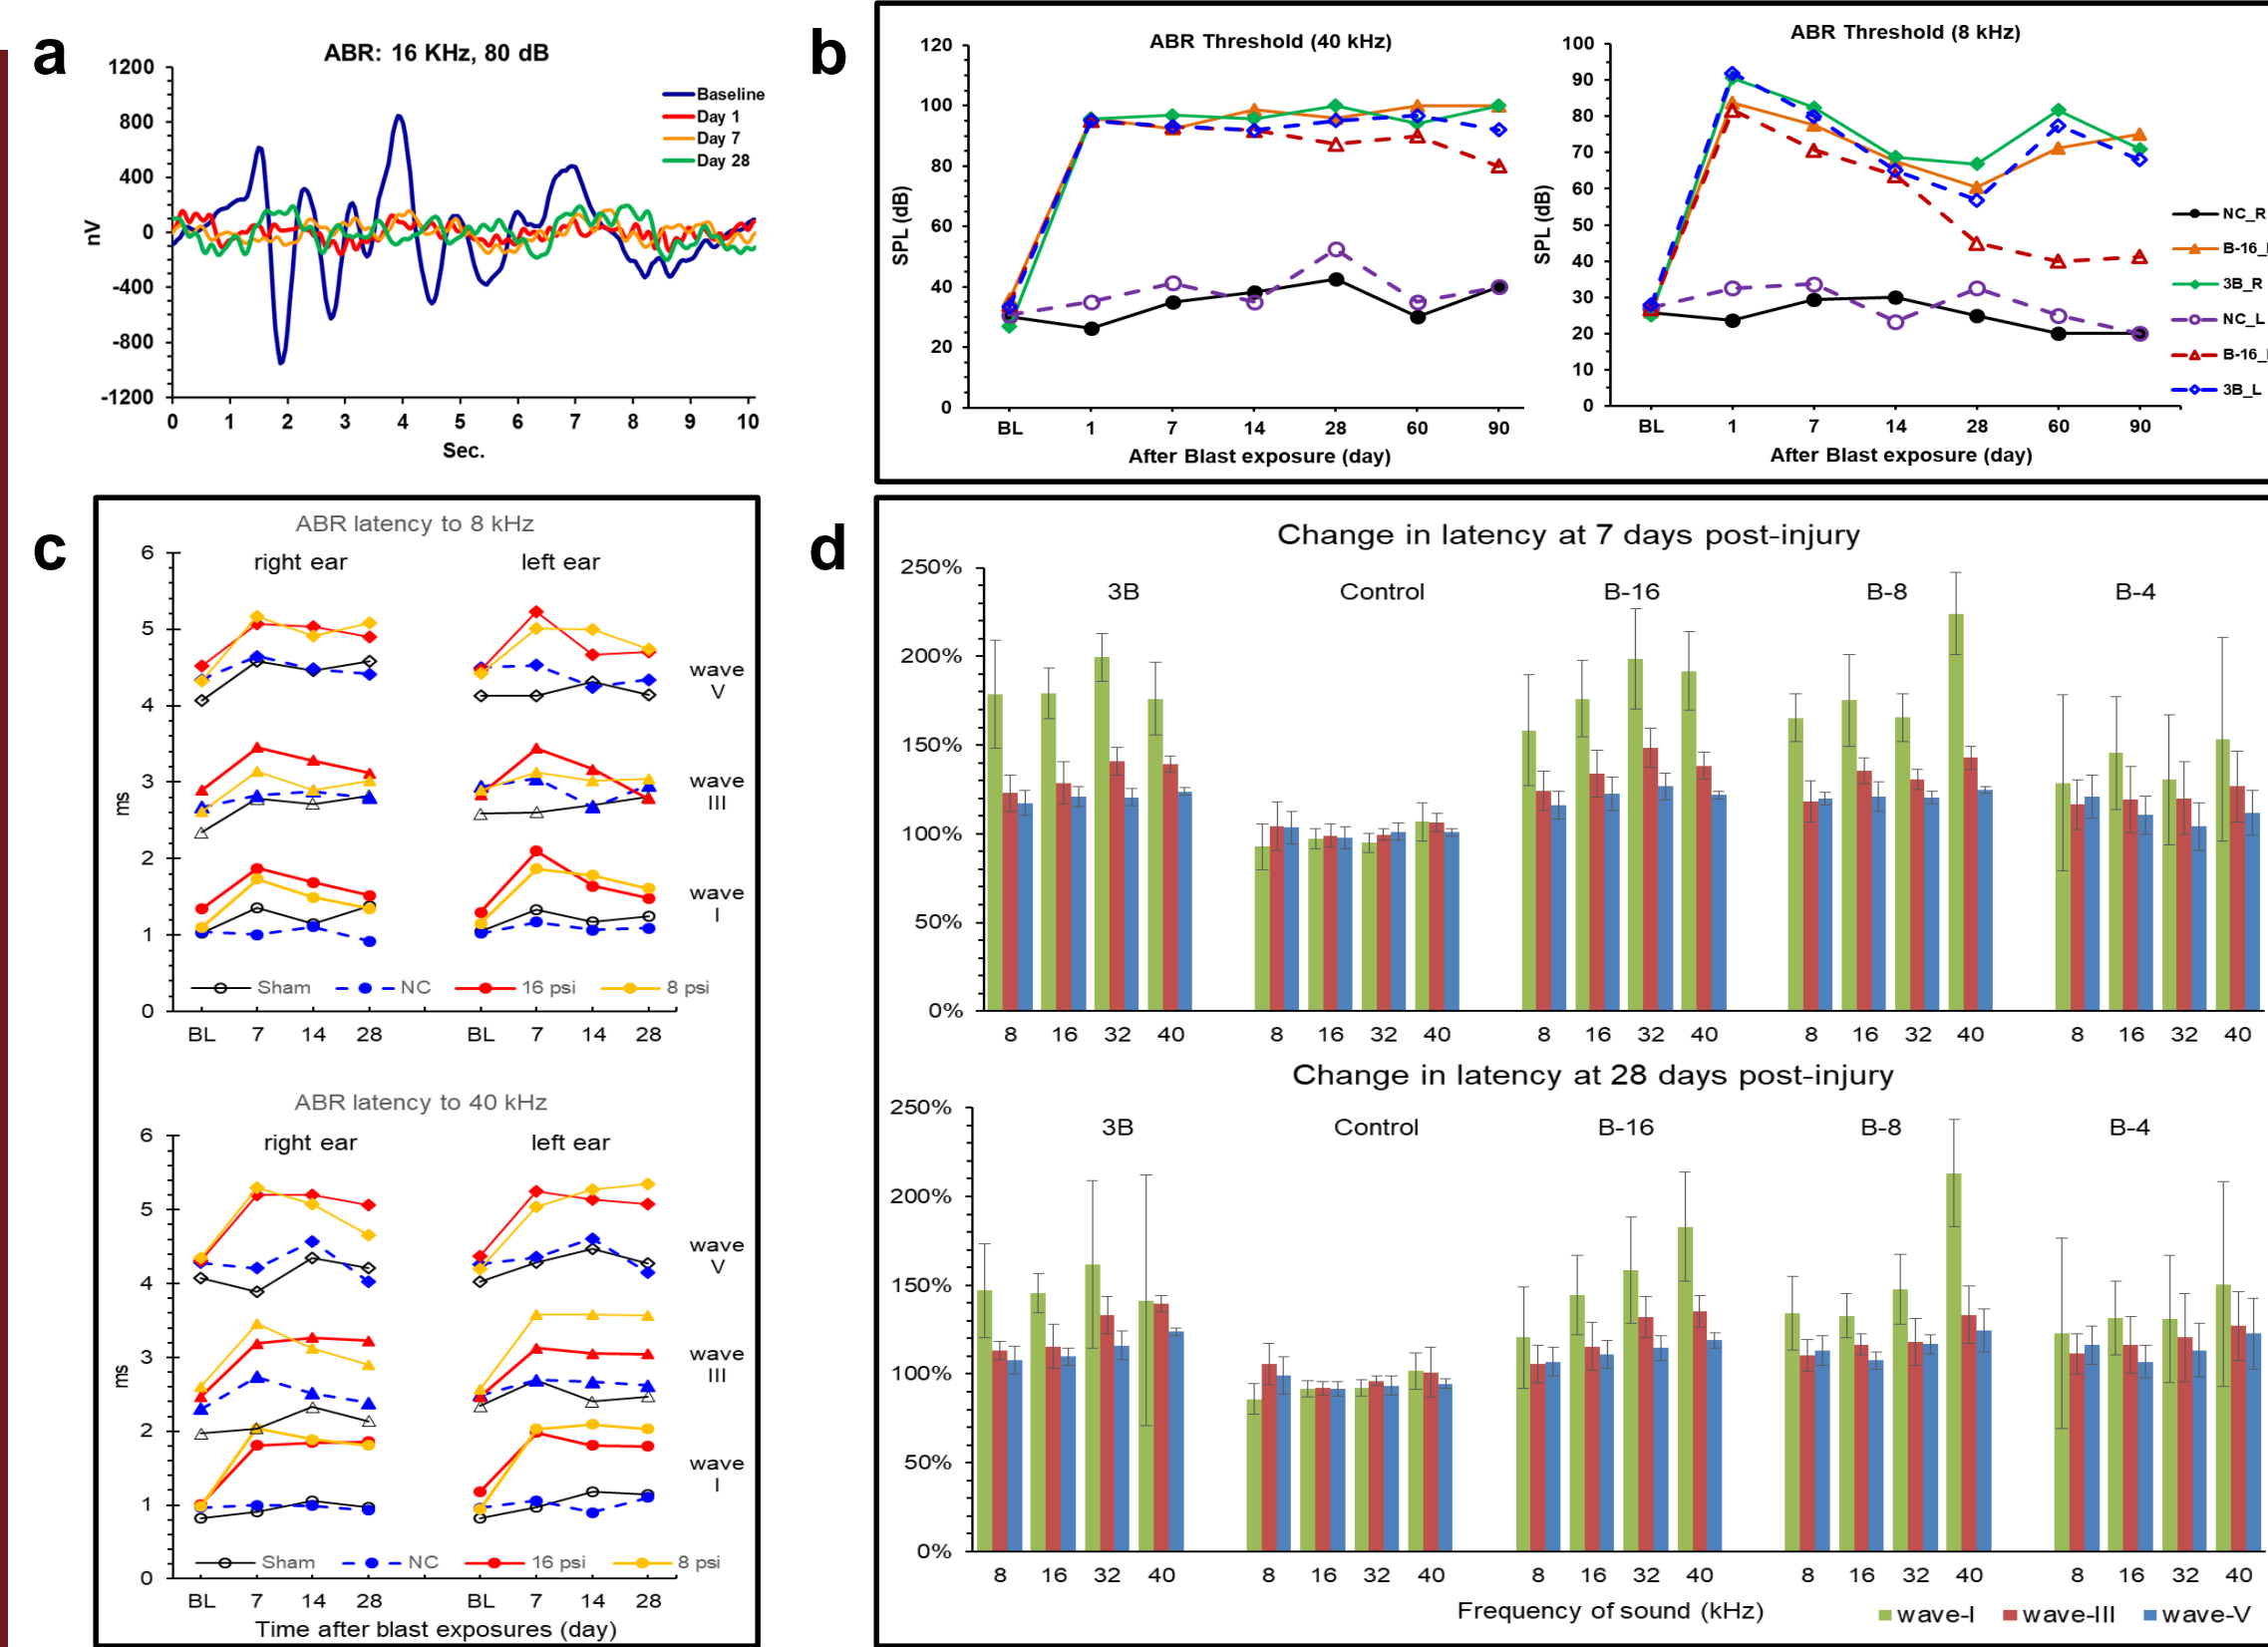 a
ABR: 16 KHz, 80 dB
1200
800
400
0
-400
-800
-1200
nV
Baseline
Day 1
Day 7
Day 28
0 1 2 3 4 5 6 7 8 9 10
Sec.
b
ABR Threshold (40 kHz)
120
100
80
60
40
20
0
SPL (dB)
BL 1 7 14 28 60 90
After Blast exposure (day)
ABR Threshold (8 kHz)
100
90
80
70
60
50
40
30
20
10
0
SPL (dB)
BL 1 7 14 28 60 90
After Blast exposure (day)
NC_R
B-16_
3B_R
NC_L
B-16_
3B_L
c
ABR latency to 8 kHz
right ear left ear
6
5
4
3
2
1
0
ms
wave
V
wave
III
wave
I
Sham NC 16 psi 8 psi
BL 7 14 28 BL 7 14 28
ABR latency to 40 kHz
right ear left ear
6
5
4
3
2
1
0
ms
wave
V
wave
III
wave
I
Sham NC 16 psi 8 psi
BL 7 14 28 BL 7 14 28
Time after blast exposures (day)
d
Change in latency at 7 days post-injury
250%
200%
150%
100%
50%
0%
3B Control B-16 B-8 B-4
8 16 32 40 8 16 32 40 8 16 32 40 8 16 32 40 8 16 32 40
Change in latency at 28 days post-injury
250%
200%
150%
100%
50%
0%
3B Control B-16 B-8 B-4
8 16 32 40 8 16 32 40 8 16 32 40 8 16 32 40 8 16 32 40
Frequency of sound (kHz)
wave-I wave-III wave-V